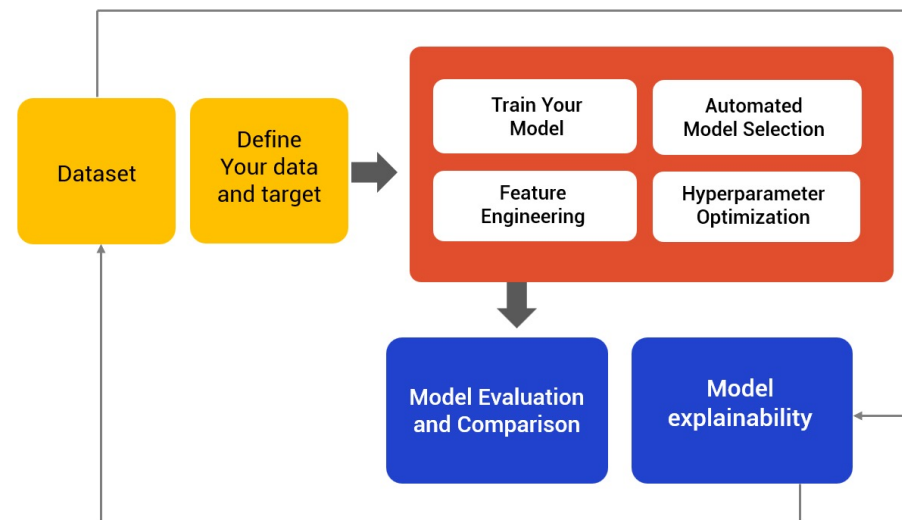 Dataset
Define
Your data
and target
Train Your
Model
Automated
Model Selection
Feature
Engineering
Hyperparameter
Optimization
Model Evaluation
and Comparison
Model
explainability